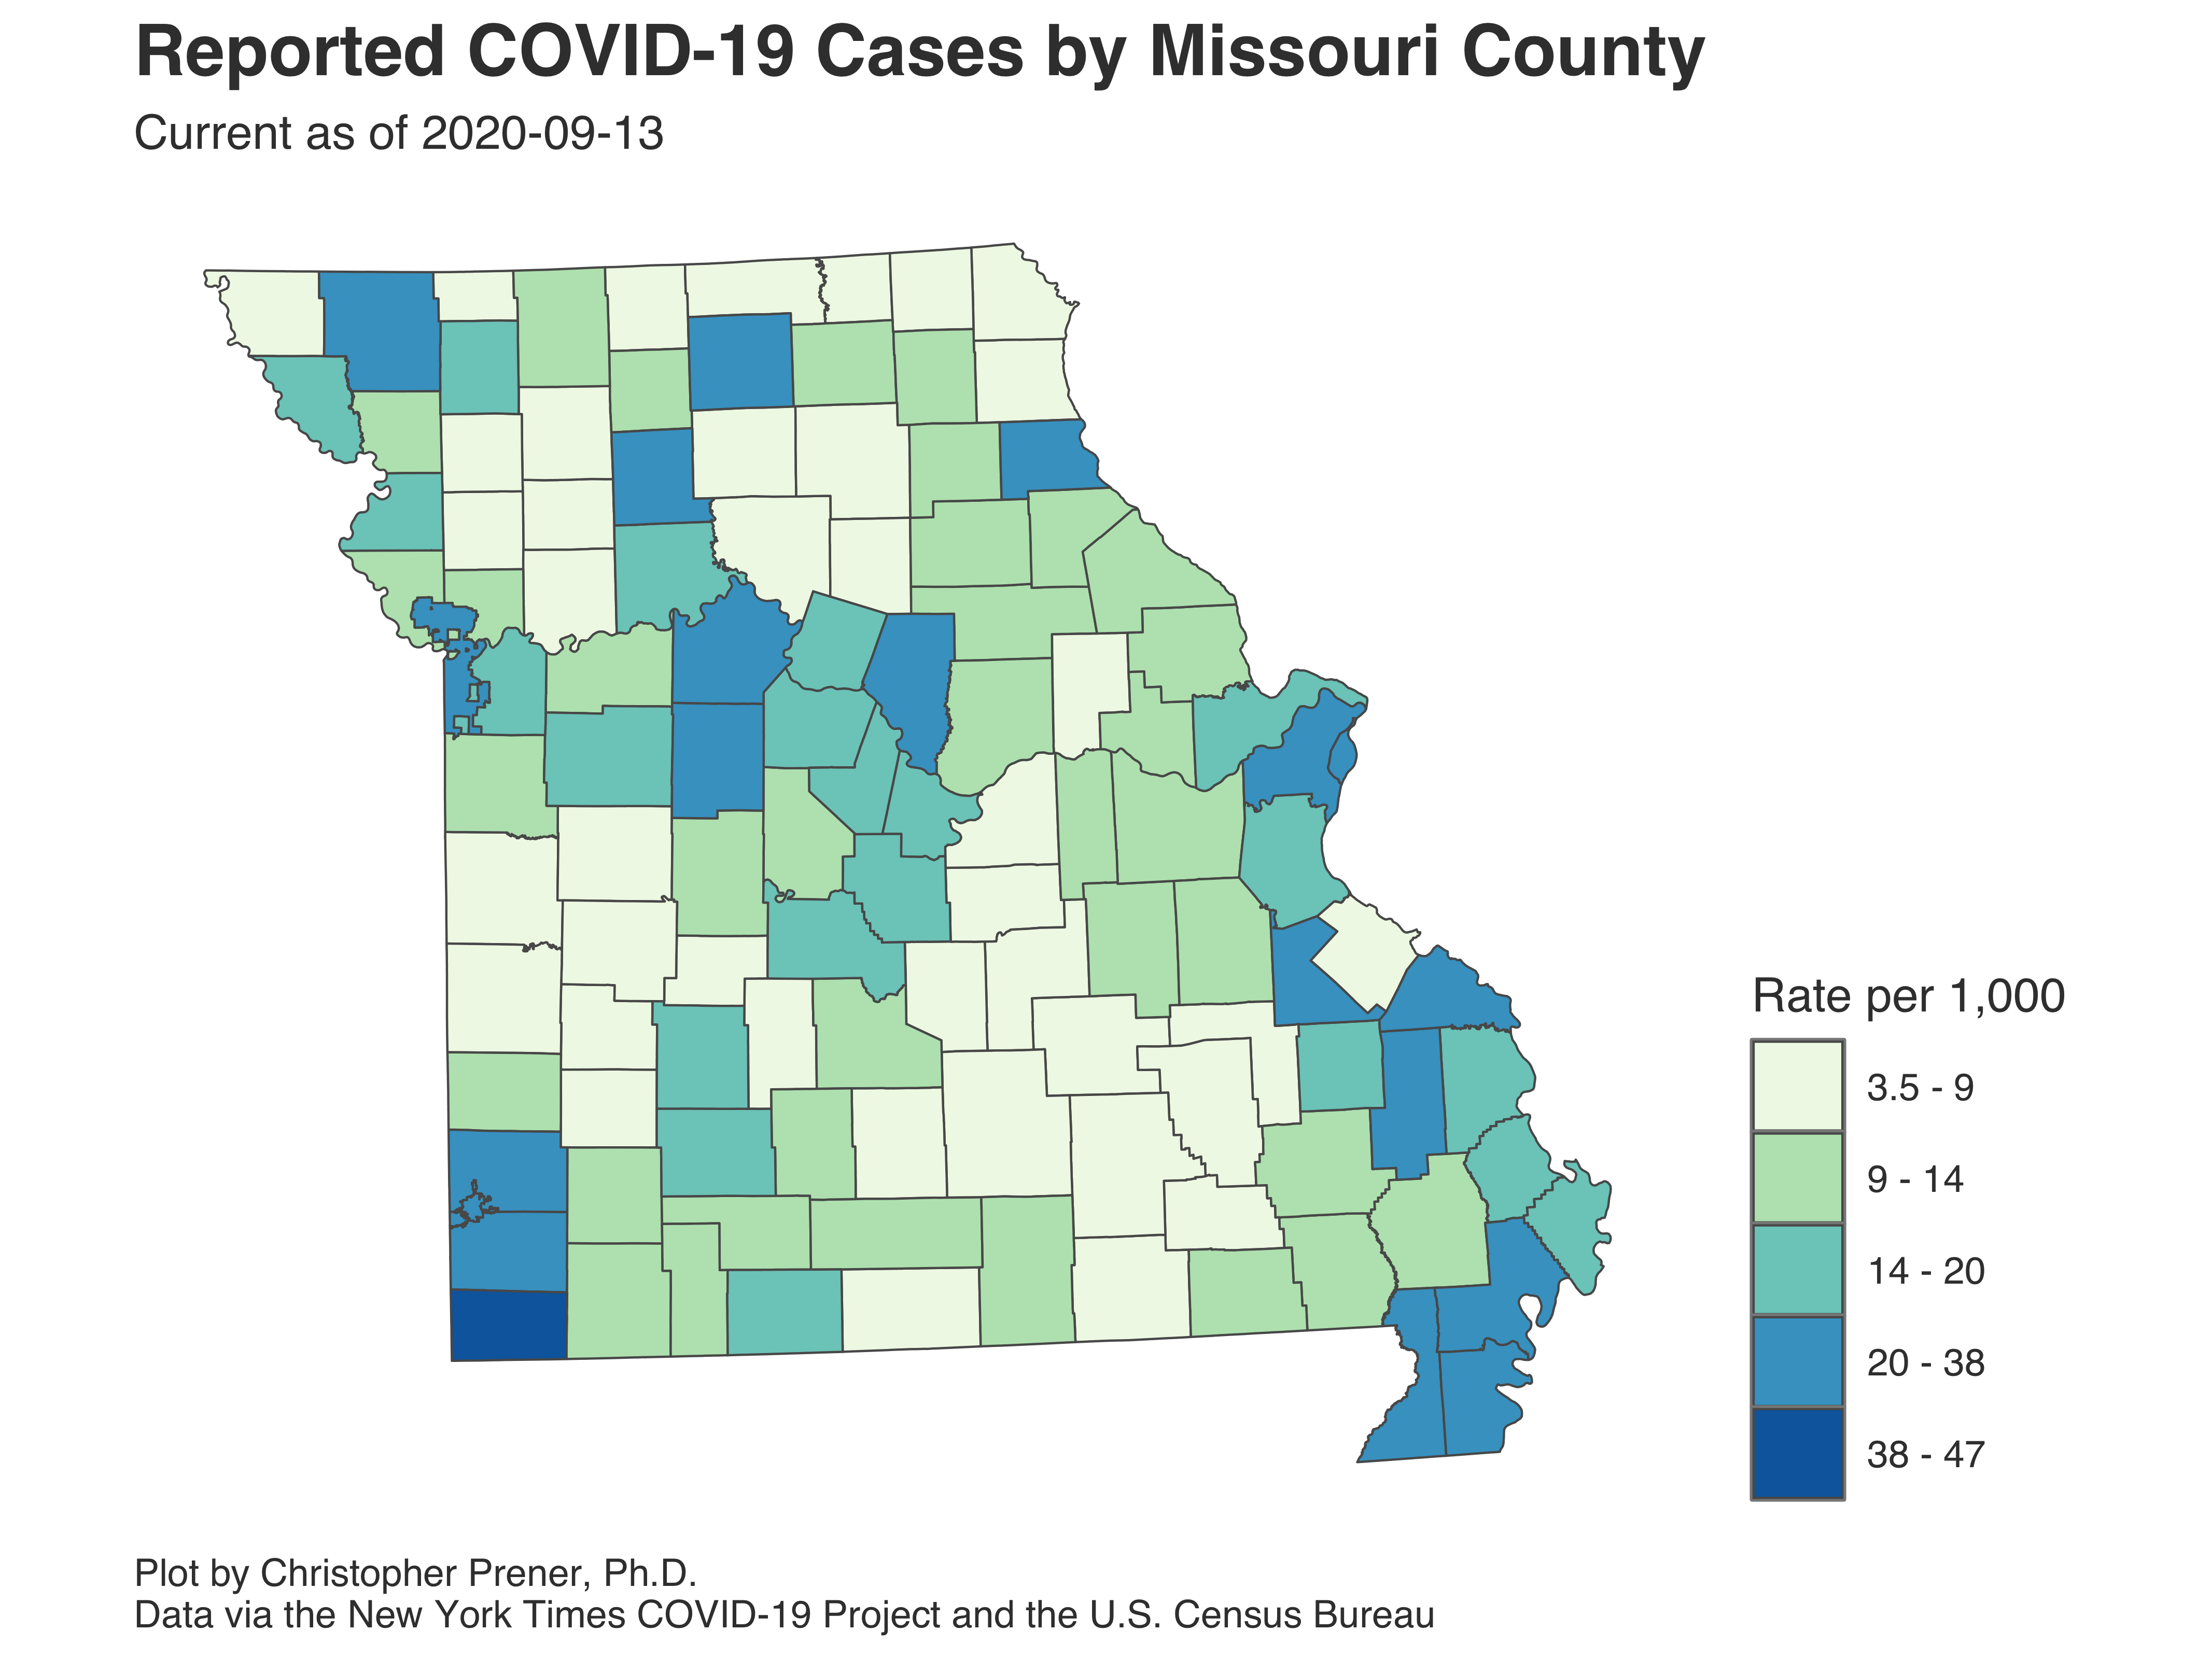 Reported COVID-19 Cases by Missouri County
Current as of 2020-09-13
Rate per 1,000
3.5 - 9
9 - 14
14 - 20
20 - 38
38 - 47
Plot by Christopher Prener, Ph.D.
Data via the New York Times COVID-19 Project and the U.S. Census Bureau